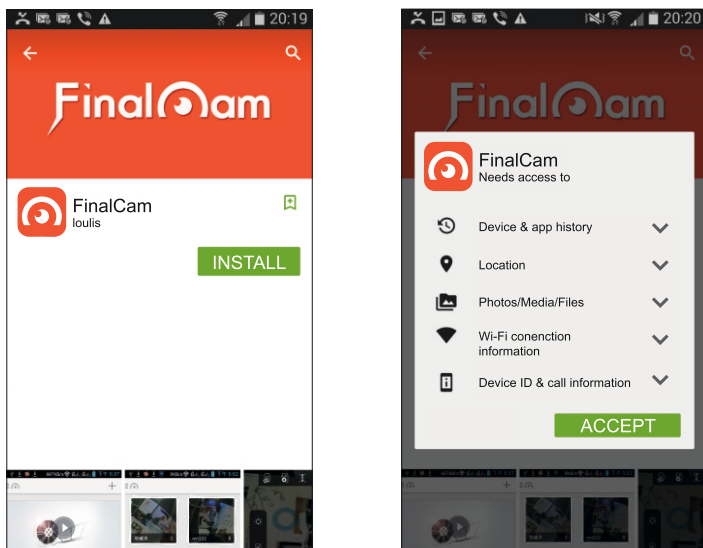 20:19
FinalCam
FinalCam
loulis
INSTALL
20:20
FinalCam
FinalCam
Needs access to
Device & app history
Location
Photos/Media/Files
Wi-Fi conenction
information
Device ID & call information
ACCEPT